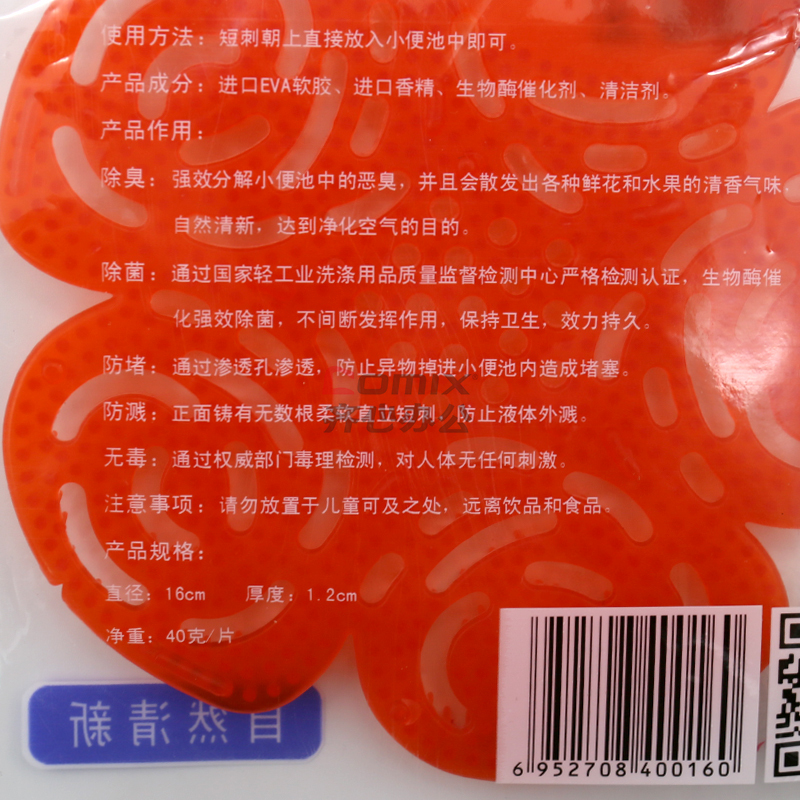 使用方法：短刺朝上直接放入小便池中即可。
产品成分：进口EVA软胶、进口香精、生物酶催化剂、清洁剂。
产品作用：
除臭：强效分解小便池中的恶臭，并且会散发出各种鲜花和水果的清香气味，
自然清新，达到净化空气的目的。
除菌：通过国家轻工业洗涤用品质量监督检测中心严格检测认证，生物酶催
化强效除菌，不间断发挥作用，保持卫生，效力持久。
防堵：通过渗透孔渗透，防止异物掉进小便池内造成堵塞。
comix
齐心办公
防溅：正面铸有无数根柔软直立短刺，防止液体外溅。
无毒：通过权威部门毒理检测，对人体无任何刺激。
注意事项：请勿放置于儿童可及之处，远离饮品和食品。
产品规格：
直径：16cm 厚度：1.2cm
净重：40克/片
自然清新
6 952708 400160